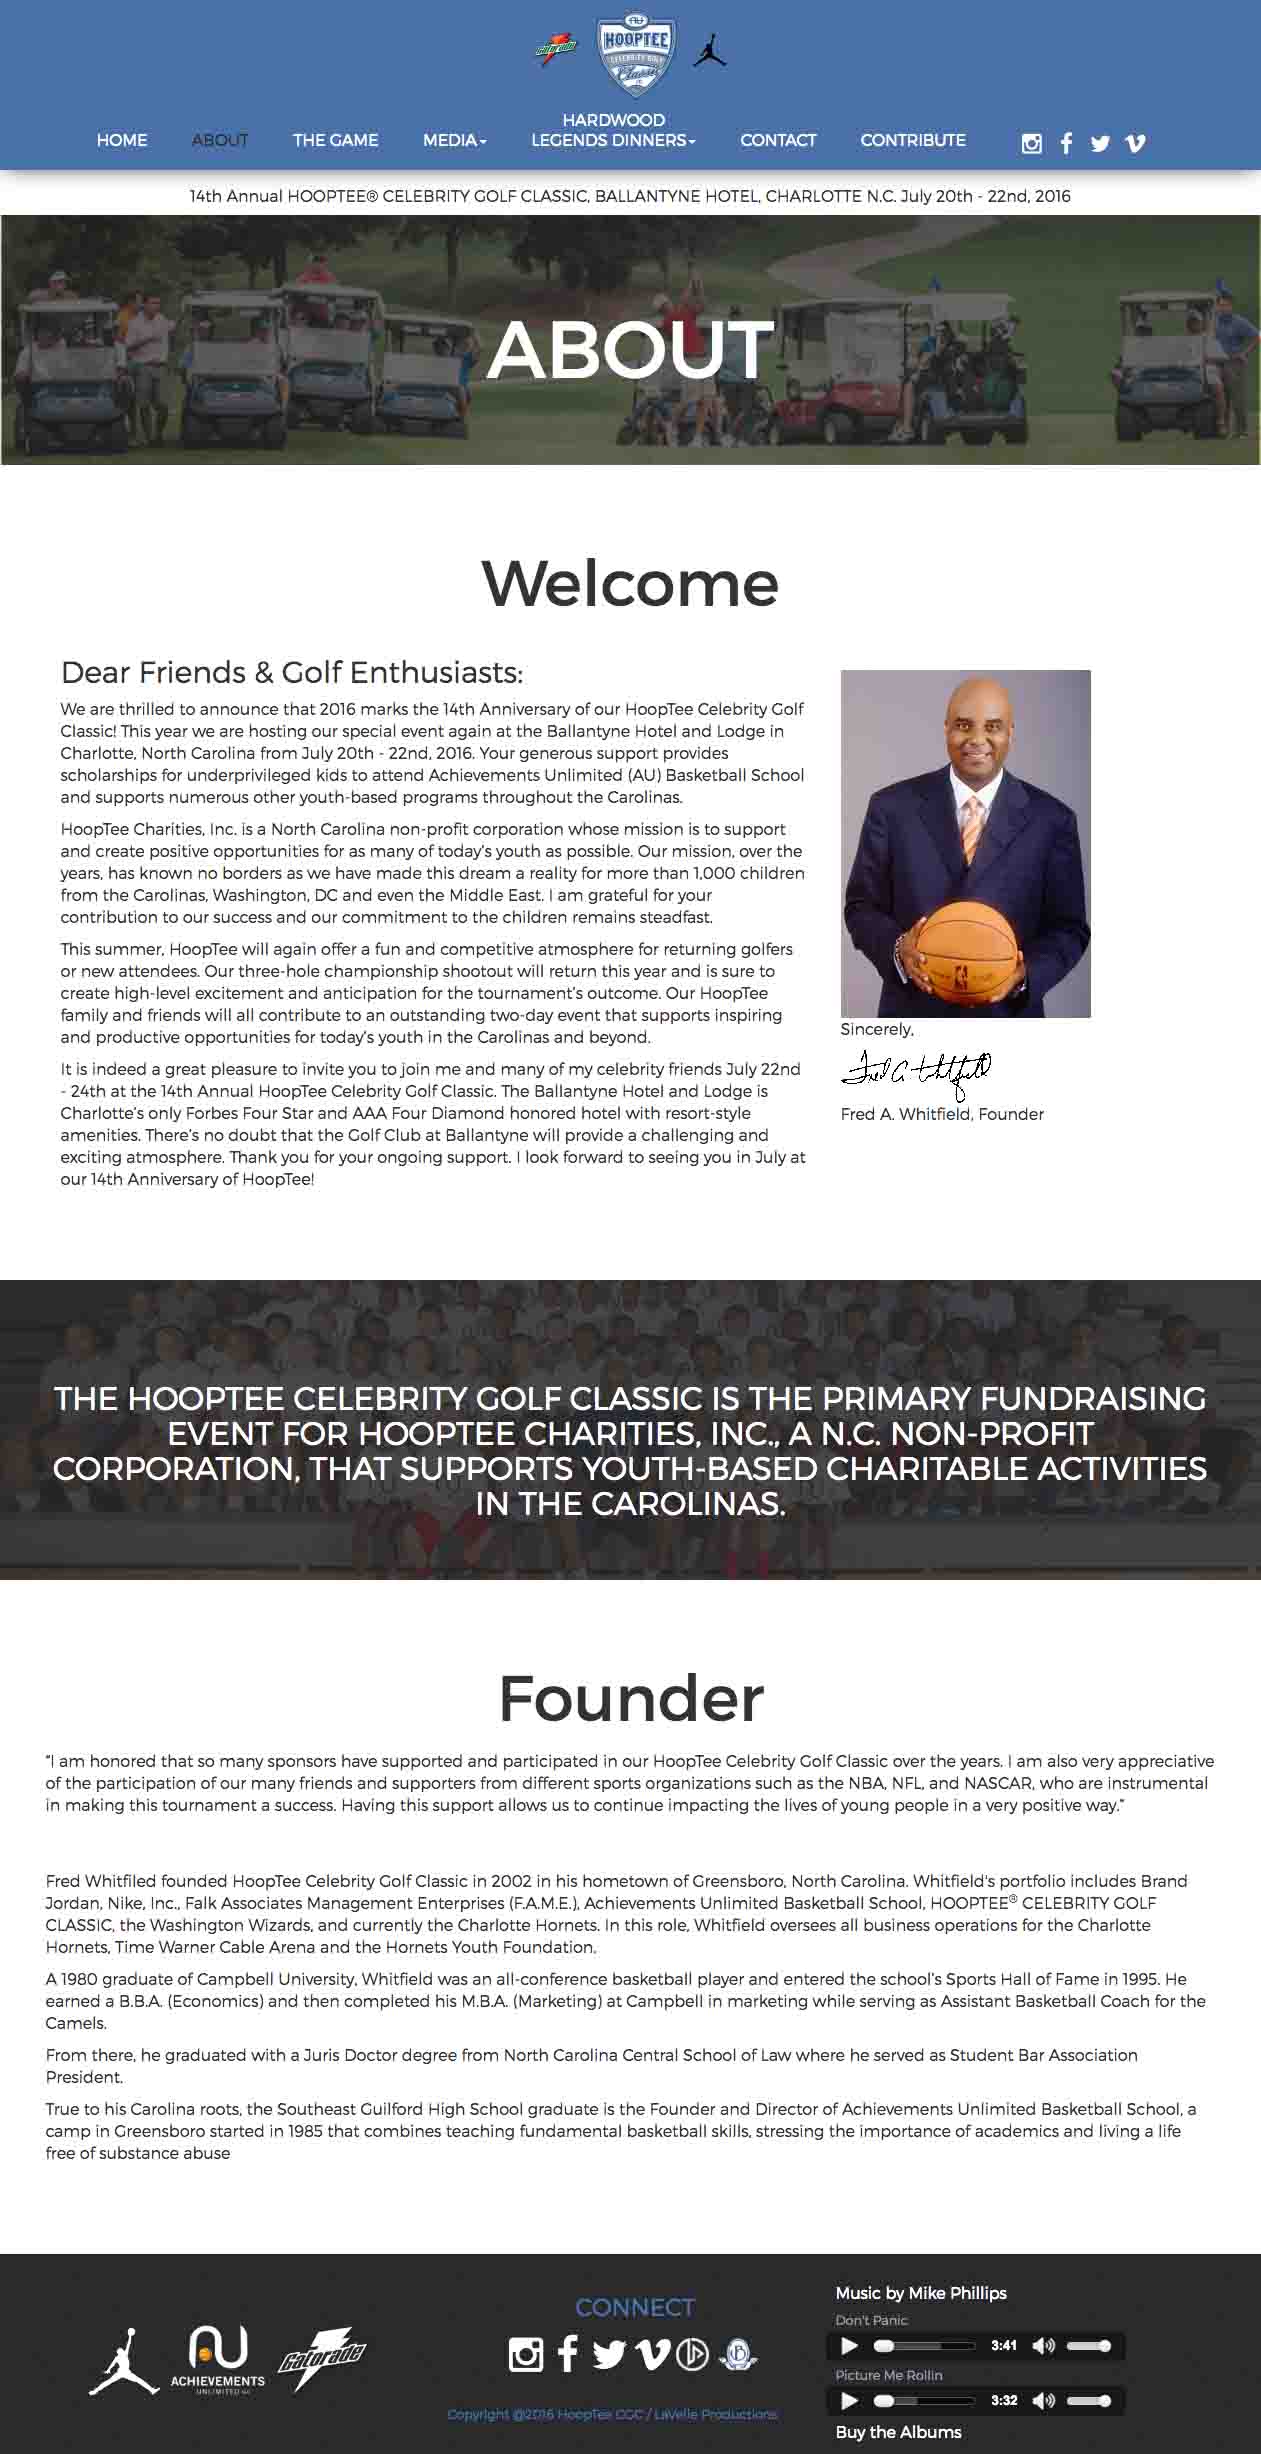 Gatorade
AU
HOOPTEE
CELEBRITY GOLF
Classic
HARDWOOD
HOME ABOUT THE GAME MEDIA LEGENDS DINNERS CONTACT CONTRIBUTE
14th Annual HOOPTEE® CELEBRITY GOLF CLASSIC, BALLANTYNE HOTEL, CHARLOTTE N.C. July 20th - 22nd, 2016
ABOUT
Welcome
Dear Friends & Golf Enthusiasts:
We are thrilled to announce that 2016 marks the 14th Anniversary of our HoopTee Celebrity Golf
Classic! This year we are hosting our special event again at the Ballantyne Hotel and Lodge in
Charlotte, North Carolina from July 20th - 22nd, 2016. Your generous support provides
scholarships for underprivileged kids to attend Achievements Unlimited (AU) Basketball School
and supports numerous other youth-based programs throughout the Carolinas.
HoopTee Charities, Inc. is a North Carolina non-profit corporation whose mission is to support
and create positive opportunities for as many of today's youth as possible. Our mission, over the
years, has known no borders as we have made this dream a reality for more than 1,000 children
from the Carolinas, Washington, DC and even the Middle East. I am grateful for your
contribution to our success and our commitment to the children remains steadfast.
This summer, HoopTee will again offer a fun and competitive atmosphere for returning golfers
or new attendees. Our three-hole championship shootout will return this year and is sure to
create high-level excitement and anticipation for the tournament's outcome. Our HoopTee
family and friends will all contribute to an outstanding two-day event that supports inspiring
and productive opportunities for today's youth in the Carolinas and beyond.
It is indeed a great pleasure to invite you to join me and many of my celebrity friends July 22nd
- 24th at the 14th Annual HoopTee Celebrity Golf Classic. The Ballantyne Hotel and Lodge is
Charlotte's only Forbes Four Star and AAA Four Diamond honored hotel with resort-style
amenities. There's no doubt that the Golf Club at Ballantyne will provide a challenging and
exciting atmosphere. Thank you for your ongoing support. I look forward to seeing you in July at
our 14th Anniversary of HoopTee!
Sincerely,
Fred A. Whitfield
Fred A. Whitfield, Founder
THE HOOPTEE CELEBRITY GOLF CLASSIC IS THE PRIMARY FUNDRAISING
EVENT FOR HOOPTEE CHARITIES, INC., A N.C. NON-PROFIT
CORPORATION, THAT SUPPORTS YOUTH-BASED CHARITABLE ACTIVITIES
IN THE CAROLINAS.
Founder
"I am honored that so many sponsors have supported and participated in our HoopTee Celebrity Golf Classic over the years. I am also very appreciative
of the participation of our many friends and supporters from different sports organizations such as the NBA, NFL, and NASCAR, who are instrumental
in making this tournament a success. Having this support allows us to continue impacting the lives of young people in a very positive way."
Fred Whitfiled founded HoopTee Celebrity Golf Classic in 2002 in his hometown of Greensboro, North Carolina. Whitfield's portfolio includes Brand
Jordan, Nike, Inc., Falk Associates Management Enterprises (F.A.M.E.), Achievements Unlimited Basketball School, HOOPTEE® CELEBRITY GOLF
CLASSIC, the Washington Wizards, and currently the Charlotte Hornets. In this role, Whitfield oversees all business operations for the Charlotte
Hornets, Time Warner Cable Arena and the Hornets Youth Foundation.
A 1980 graduate of Campbell University, Whitfield was an all-conference basketball player and entered the school's Sports Hall of Fame in 1995. He
earned a B.B.A. (Economics) and then completed his M.B.A. (Marketing) at Campbell in marketing while serving as Assistant Basketball Coach for the
Camels.
From there, he graduated with a Juris Doctor degree from North Carolina Central School of Law where he served as Student Bar Association
President.
True to his Carolina roots, the Southeast Guilford High School graduate is the Founder and Director of Achievements Unlimited Basketball School, a
camp in Greensboro started in 1985 that combines teaching fundamental basketball skills, stressing the importance of academics and living a life
free of substance abuse
AU
ACHIEVEMENTS
UNLIMITED
Gatorade
CONNECT
Copyright @2016 HoopTee CGC / LaVelle Productions
Music by Mike Phillips
Don't Panic
3:41
Picture Me Rollin
3:32
Buy the Albums